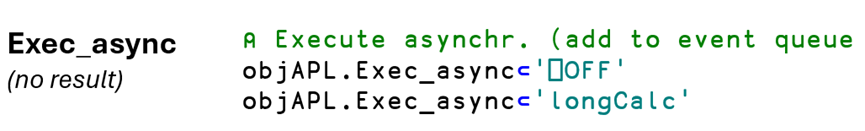 Exec_async
(no result)
⍝ Execute asynchr. (add to event queue
objAPL.Exec_async⊂'⎕OFF'
objAPL.Exec_async⊂'longCalc'